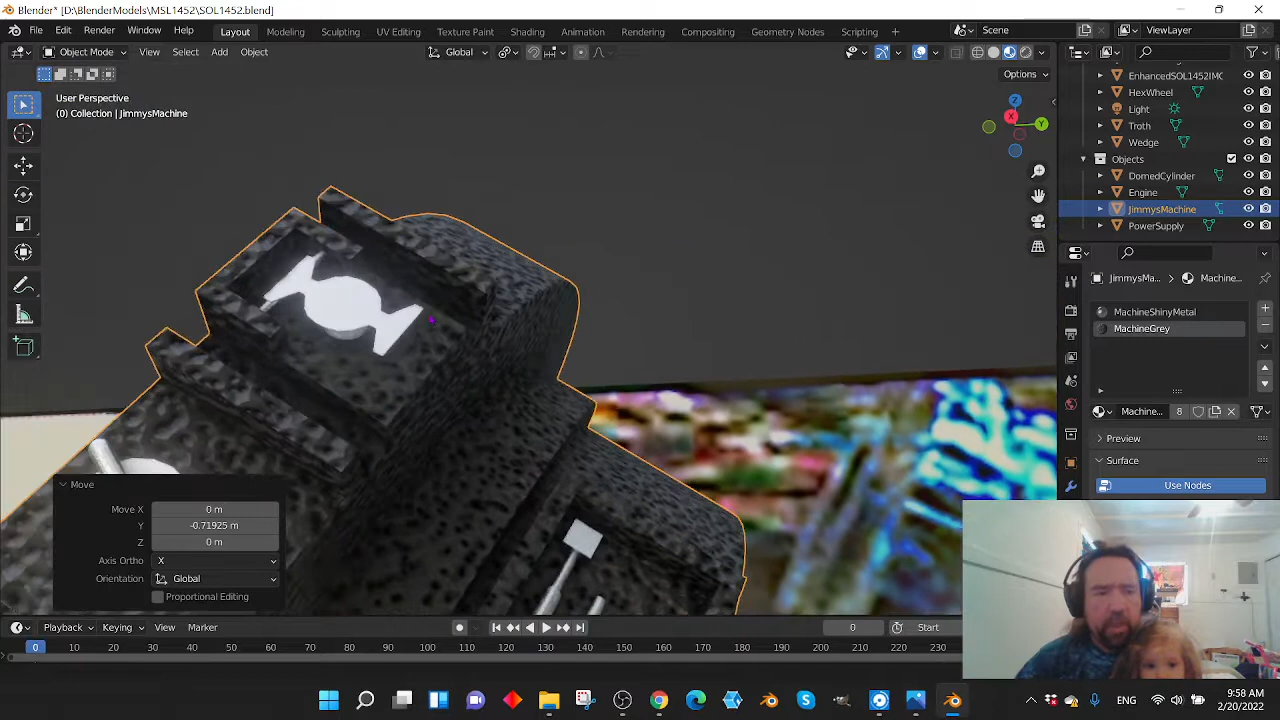 Blender* [D:\BlenderModels\MSL1452\SOL1452.blend]
File Edit Render Window Help Layout Modeling Sculpting UV Editing Texture Paint Shading Animation Rendering Compositing Geometry Nodes Scripting + Scene ViewLayer
Object Mode View Select Add Object Global
Options
User Perspective
(0) Collection | JimmysMachine
Z
X
Y
EnhancedSOL1452IMC
HexWheel
Light
Troth
Wedge
Objects
DomedCylinder
Engine
JimmysMachine
PowerSupply
JimmysMa... Machine...
MachineShinyMetal
MachineGrey
Machine... 8
Preview
Surface
Use Nodes
Move
Move X 0 m
Y -0.71925 m
Z 0 m
Axis Ortho X
Orientation Global
Proportional Editing
Playback Keying View Marker 0 Start
0 10 20 30 40 50 60 70 80 90 100 110 120 130 140 150 160 170 180 190 200 210 220 230
ENG
9:58 AM
2/20/2022